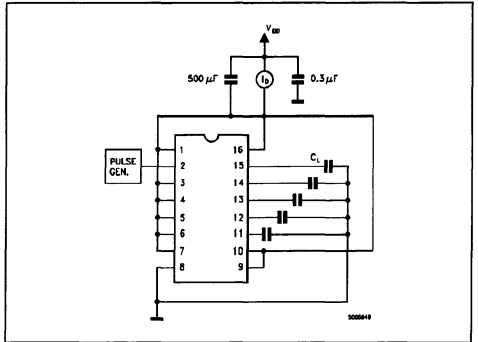 V_DD
500 μF
I_D
0.3 μF
PULSE
GEN.
1 16
2 15
3 14
4 13
5 12
6 11
7 10
8 9
C_L